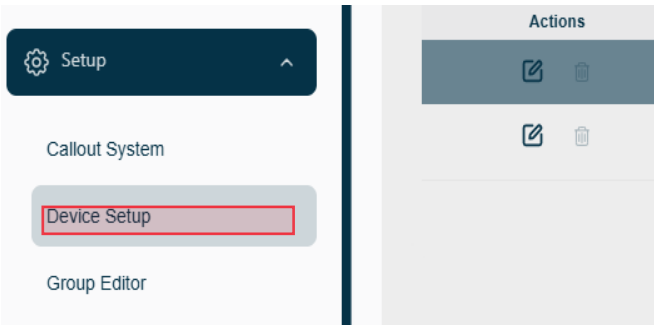 Actions
Setup
Callout System
Device Setup
Group Editor